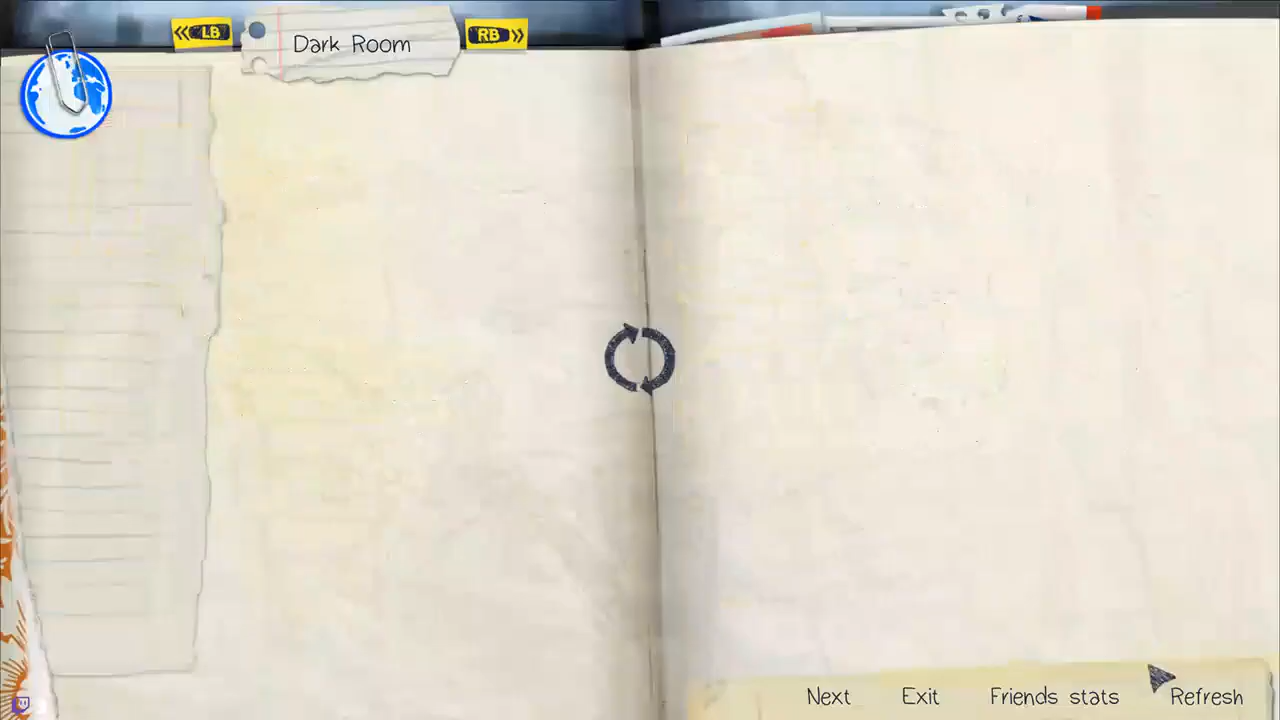 LB
Dark Room
RB
Next
Exit
Friends stats
Refresh